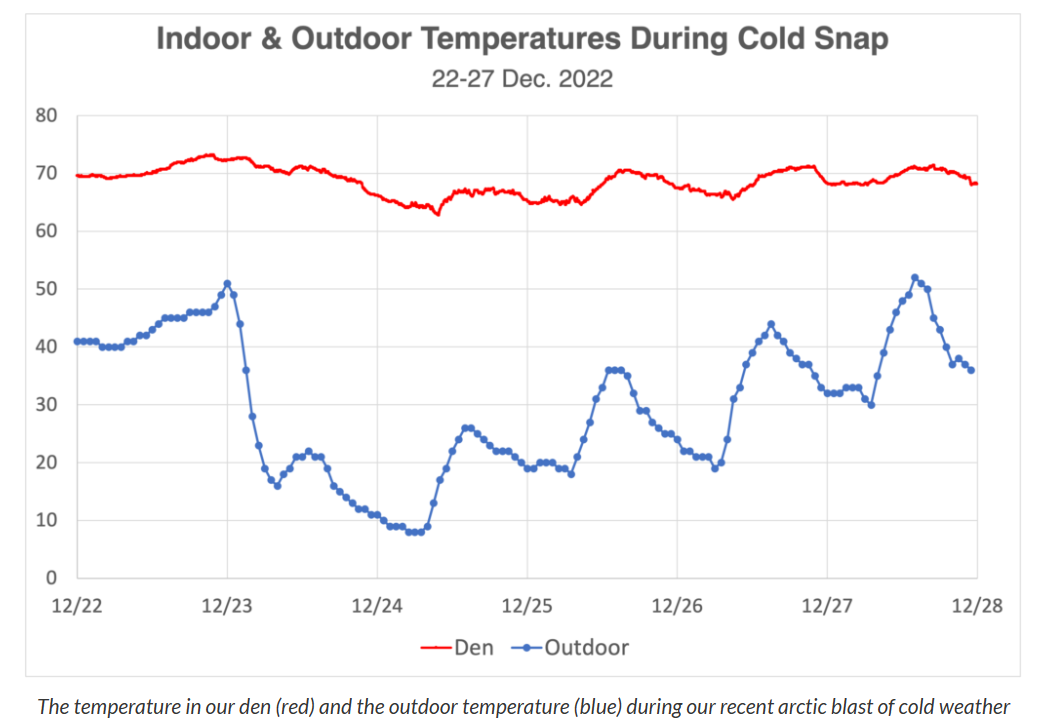 Indoor & Outdoor Temperatures During Cold Snap
22-27 Dec. 2022
80
70
60
50
40
30
20
10
0
12/22 12/23 12/24 12/25 12/26 12/27 12/28
Den Outdoor
The temperature in our den (red) and the outdoor temperatures (blue) during our recent arctic blast of cold weather